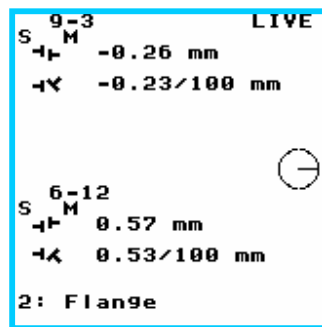 9-3 LIVE
S M
-0.26 mm
-0.23/100 mm
6-12
S M
0.57 mm
0.53/100 mm
2: Flange